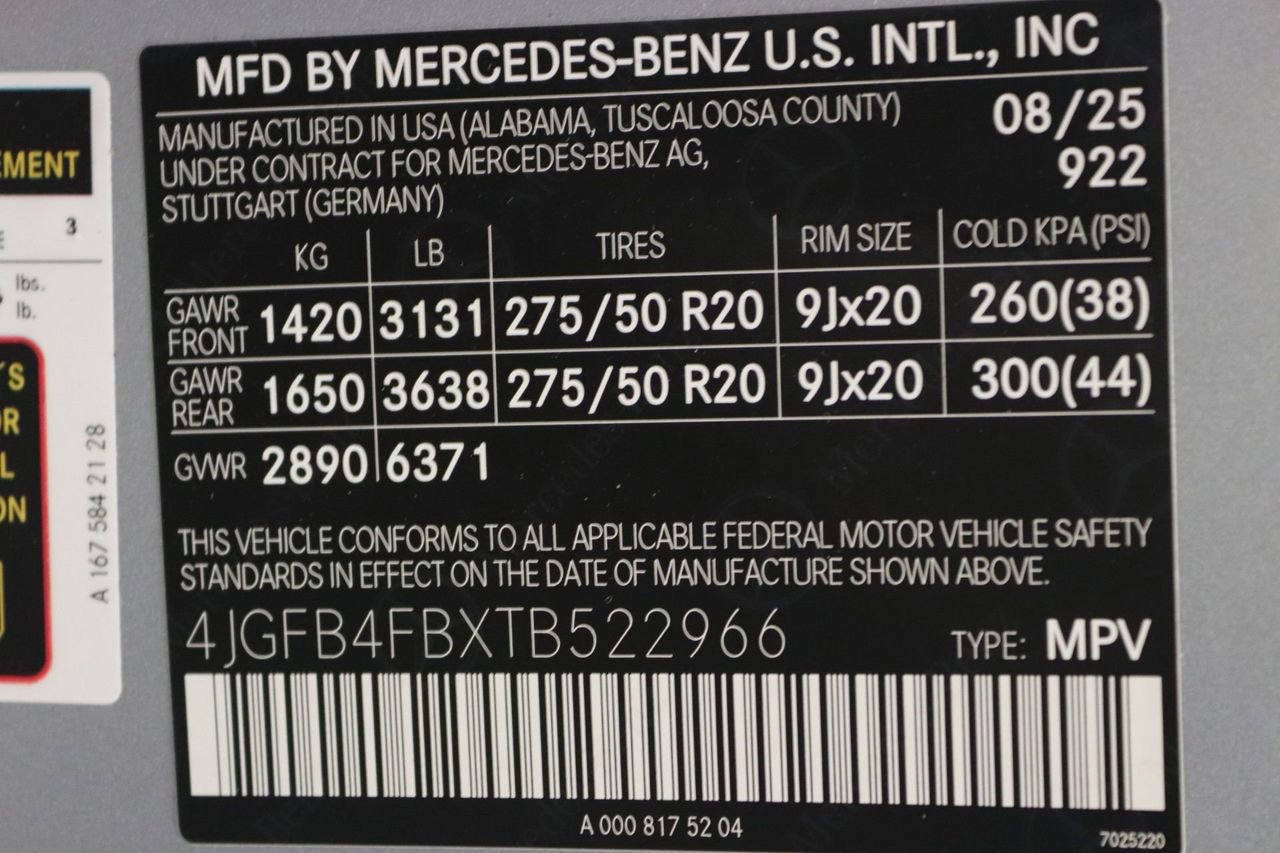 MFD BY MERCEDES-BENZ U.S. INTL., INC
MANUFACTURED IN USA (ALABAMA, TUSCALOOSA COUNTY) 08/25
UNDER CONTRACT FOR MERCEDES-BENZ AG, 922
STUTTGART (GERMANY)
KG LB TIRES RIM SIZE COLD KPA (PSI)
GAWR FRONT 1420 3131 275/50 R20 9Jx20 260(38)
GAWR REAR 1650 3638 275/50 R20 9Jx20 300(44)
GVWR 2890 6371
THIS VEHICLE CONFORMS TO ALL APPLICABLE FEDERAL MOTOR VEHICLE SAFETY
STANDARDS IN EFFECT ON THE DATE OF MANUFACTURE SHOWN ABOVE.
4JGFB4FBXTB522966 TYPE: MPV
A 000 817 52 04
7025220
EMENT
3
lbs.
lb.
'S
OR
L
ON
A 167 584 21 28